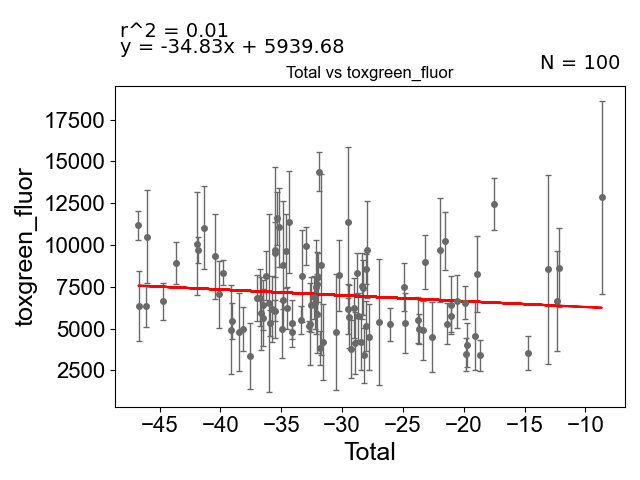 r^2 = 0.01
y = -34.83x + 5939.68
N = 100
Total vs toxgreen_fluor
17500
15000
12500
10000
7500
5000
2500
toxgreen_fluor
−45
−40
−35
−30
−25
−20
−15
−10
Total